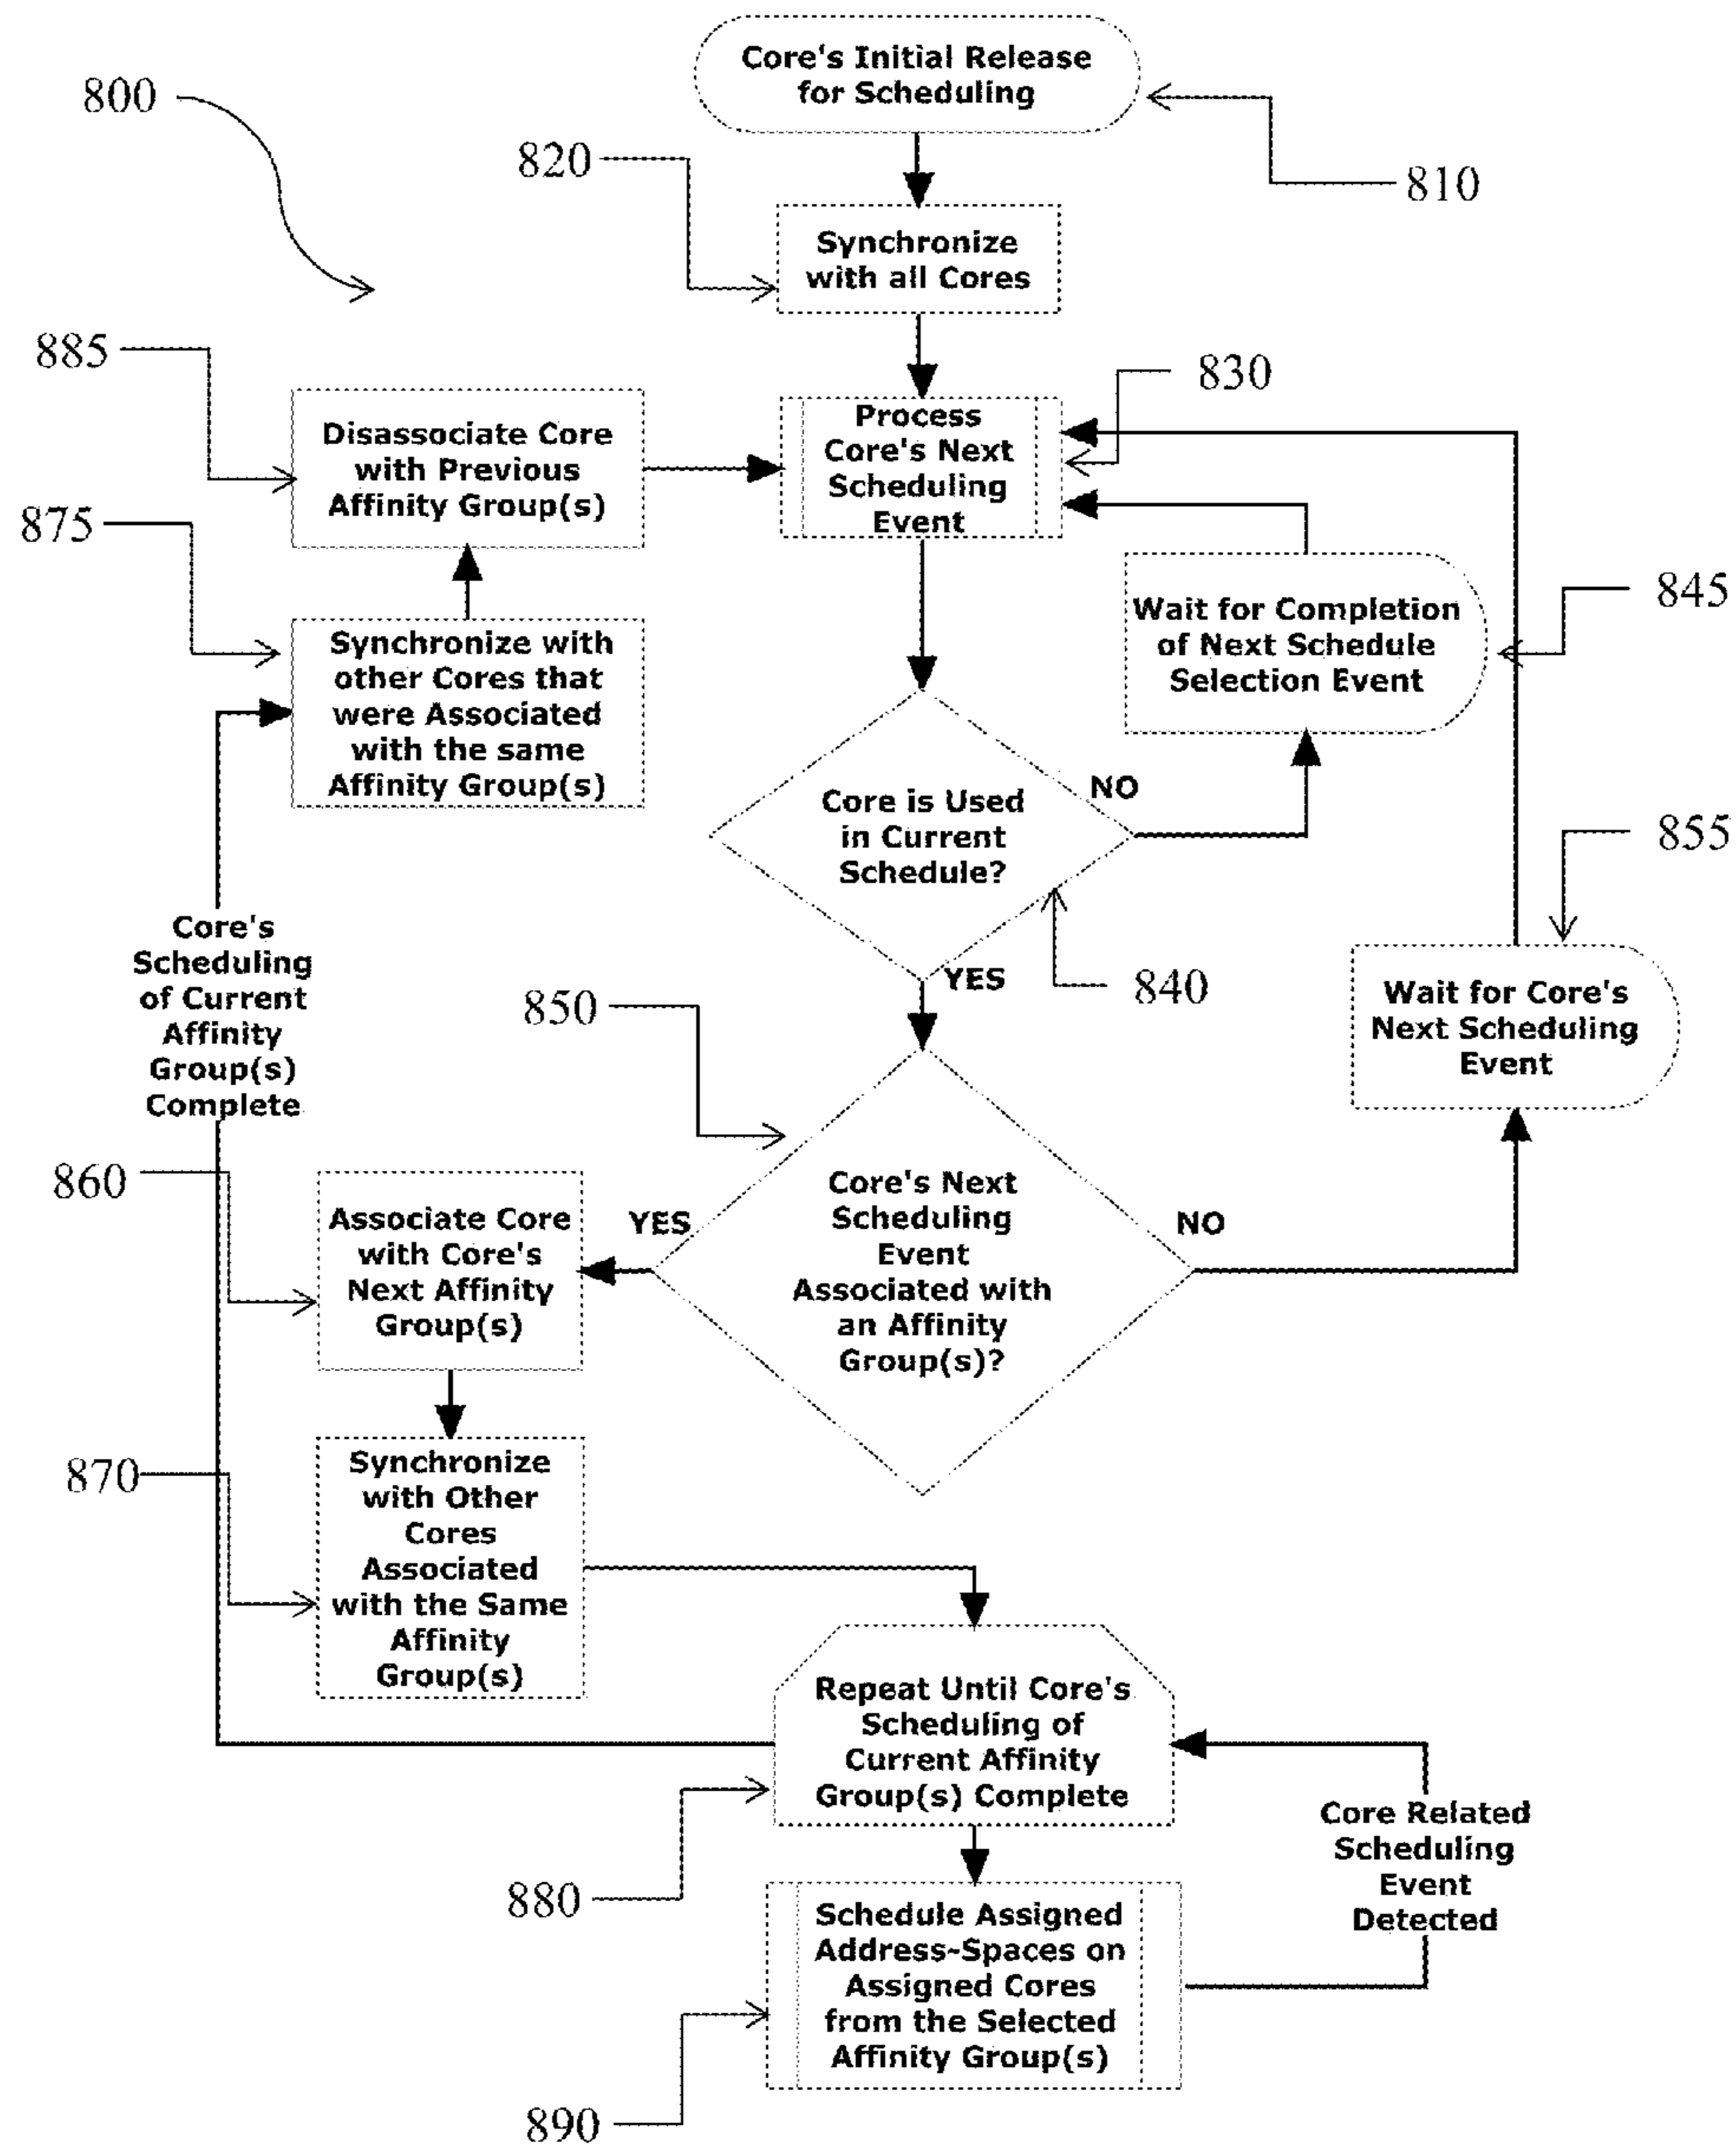 Core's Initial Release
for Scheduling
800
820
810
Synchronize
with all Cores
885
830
Disassociate Core
with Previous
Affinity Group(s)
Process
Core's Next
Scheduling
Event
875
845
Synchronize with
other Cores that
were Associated
with the same
Affinity Group(s)
Wait for Completion
of Next Schedule
Selection Event
NO
Core is Used
in Current
Schedule?
855
Core's
Scheduling
of Current
Affinity
Group(s)
Complete
YES
840
850
Wait for Core's
Next Scheduling
Event
860
Associate Core
with Core's
Next Affinity
Group(s)
YES
Core's Next
Scheduling
Event
Associated with
an Affinity
Group(s)?
NO
870
Synchronize
with Other
Cores
Associated
with the Same
Affinity
Group(s)
Repeat Until Core's
Scheduling of
Current Affinity
Group(s) Complete
Core Related
Scheduling
Event
Detected
880
Schedule Assigned
Address-Spaces on
Assigned Cores
from the Selected
Affinity Group(s)
890